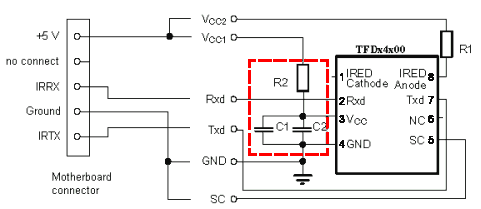 +5 V
no connect
IRRX
Ground
IRTX
Motherboard
connector
VCC2
VCC1
Rxd
Txd
GND
SC
R2
C1
C2
R1
TFDx4x00
1 IRED
Cathode
2 Rxd
3 VCC
4 GND
IRED 8
Anode
Txd 7
NC 6
SC 5